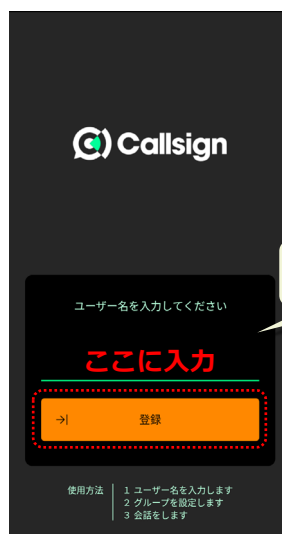 Callsign
ユーザー名を入力してください
ここに入力
登録
使用方法
1 ユーザー名を入力します
2 グループを設定します
3 会話をします